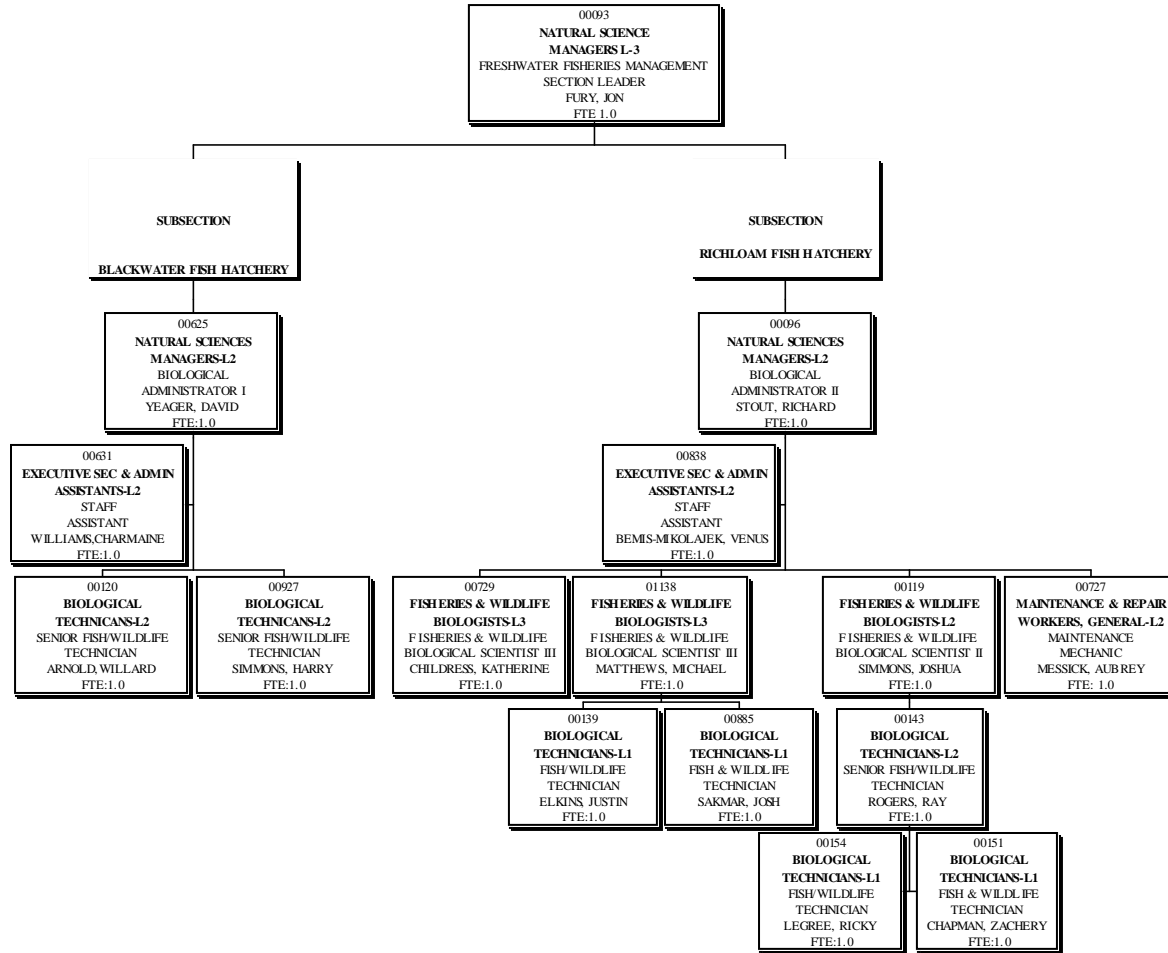 00093
NATURAL SCIENCE
MANAGERS L-3
FRESHWATER FISHERIES MANAGEMENT
SECTION LEADER
FURY, JON
FTE 1.0
SUBSECTION
BLACKWATER FISH HATCHERY
SUBSECTION
RICHLOAM FISH HATCHERY
00625
NATURAL SCIENCES
MANAGERS-L2
BIOLOGICAL
ADMINISTRATOR I
YEAGER, DAVID
FTE:1.0
00096
NATURAL SCIENCES
MANAGERS-L2
BIOLOGICAL
ADMINISTRATOR II
STOUT, RICHARD
FTE:1.0
00631
EXECUTIVE SEC & ADMIN
ASSISTANTS-L2
STAFF
ASSISTANT
WILLIAMS,CHARMAINE
FTE:1.0
00838
EXECUTIVE SEC & ADMIN
ASSISTANTS-L2
STAFF
ASSISTANT
BEMIS-MIKOLAJEK, VENUS
FTE:1.0
00120
BIOLOGICAL
TECHNICANS-L2
SENIOR FISH/WILDLIFE
TECHNICIAN
ARNOLD, WILLARD
FTE:1.0
00927
BIOLOGICAL
TECHNICANS-L2
SENIOR FISH/WILDLIFE
TECHNICIAN
SIMMONS, HARRY
FTE:1.0
00729
FISHERIES & WILDLIFE
BIOLOGISTS-L3
FISHERIES & WILDLIFE
BIOLOGICAL SCIENTIST III
CHILDRESS, KATHERINE
FTE:1.0
01138
FISHERIES & WILDLIFE
BIOLOGISTS-L3
FISHERIES & WILDLIFE
BIOLOGICAL SCIENTIST III
MATTHEWS, MICHAEL
FTE:1.0
00119
FISHERIES & WILDLIFE
BIOLOGISTS-L2
FISHERIES & WILDLIFE
BIOLOGICAL SCIENTIST II
SIMMONS, JOSHUA
FTE:1.0
00727
MAINTENANCE & REPAIR
WORKERS, GENERAL-L2
MAINTENANCE
MECHANIC
MESSICK, AUBREY
FTE: 1.0
00139
BIOLOGICAL
TECHNICIANS-L1
FISH/WILDLIFE
TECHNICIAN
ELKINS, JUSTIN
FTE:1.0
00885
BIOLOGICAL
TECHNICIANS-L1
FISH & WILDLIFE
TECHNICIAN
SAKMAR, JOSH
FTE:1.0
00143
BIOLOGICAL
TECHNICIANS-L2
SENIOR FISH/WILDLIFE
TECHNICIAN
ROGERS, RAY
FTE:1.0
00154
BIOLOGICAL
TECHNICIANS-L1
FISH/WILDLIFE
TECHNICIAN
LEGREE, RICKY
FTE:1.0
00151
BIOLOGICAL
TECHNICIANS-L1
FISH & WILDLIFE
TECHNICIAN
CHAPMAN, ZACHERY
FTE:1.0